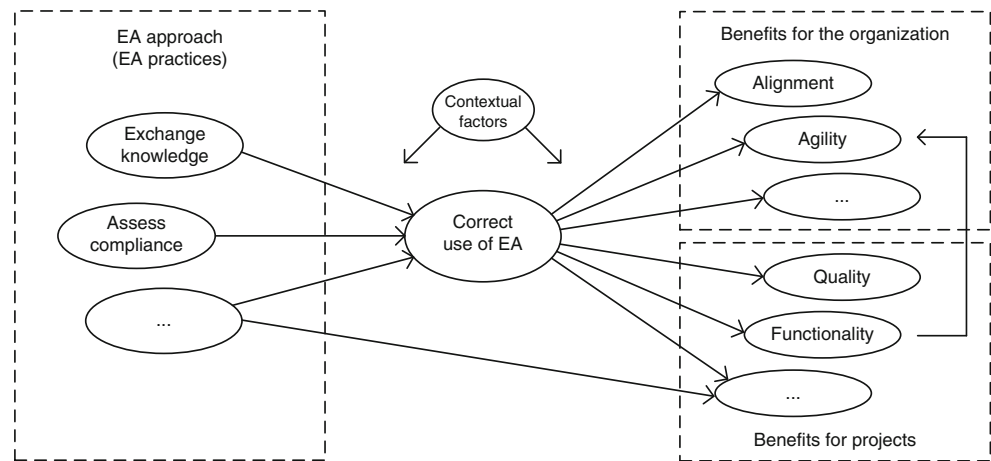 EA approach
(EA practices)
Exchange
knowledge
Assess
compliance
...
Contextual
factors
Correct
use of EA
Benefits for the organization
Alignment
Agility
...
Quality
Functionality
...
Benefits for projects